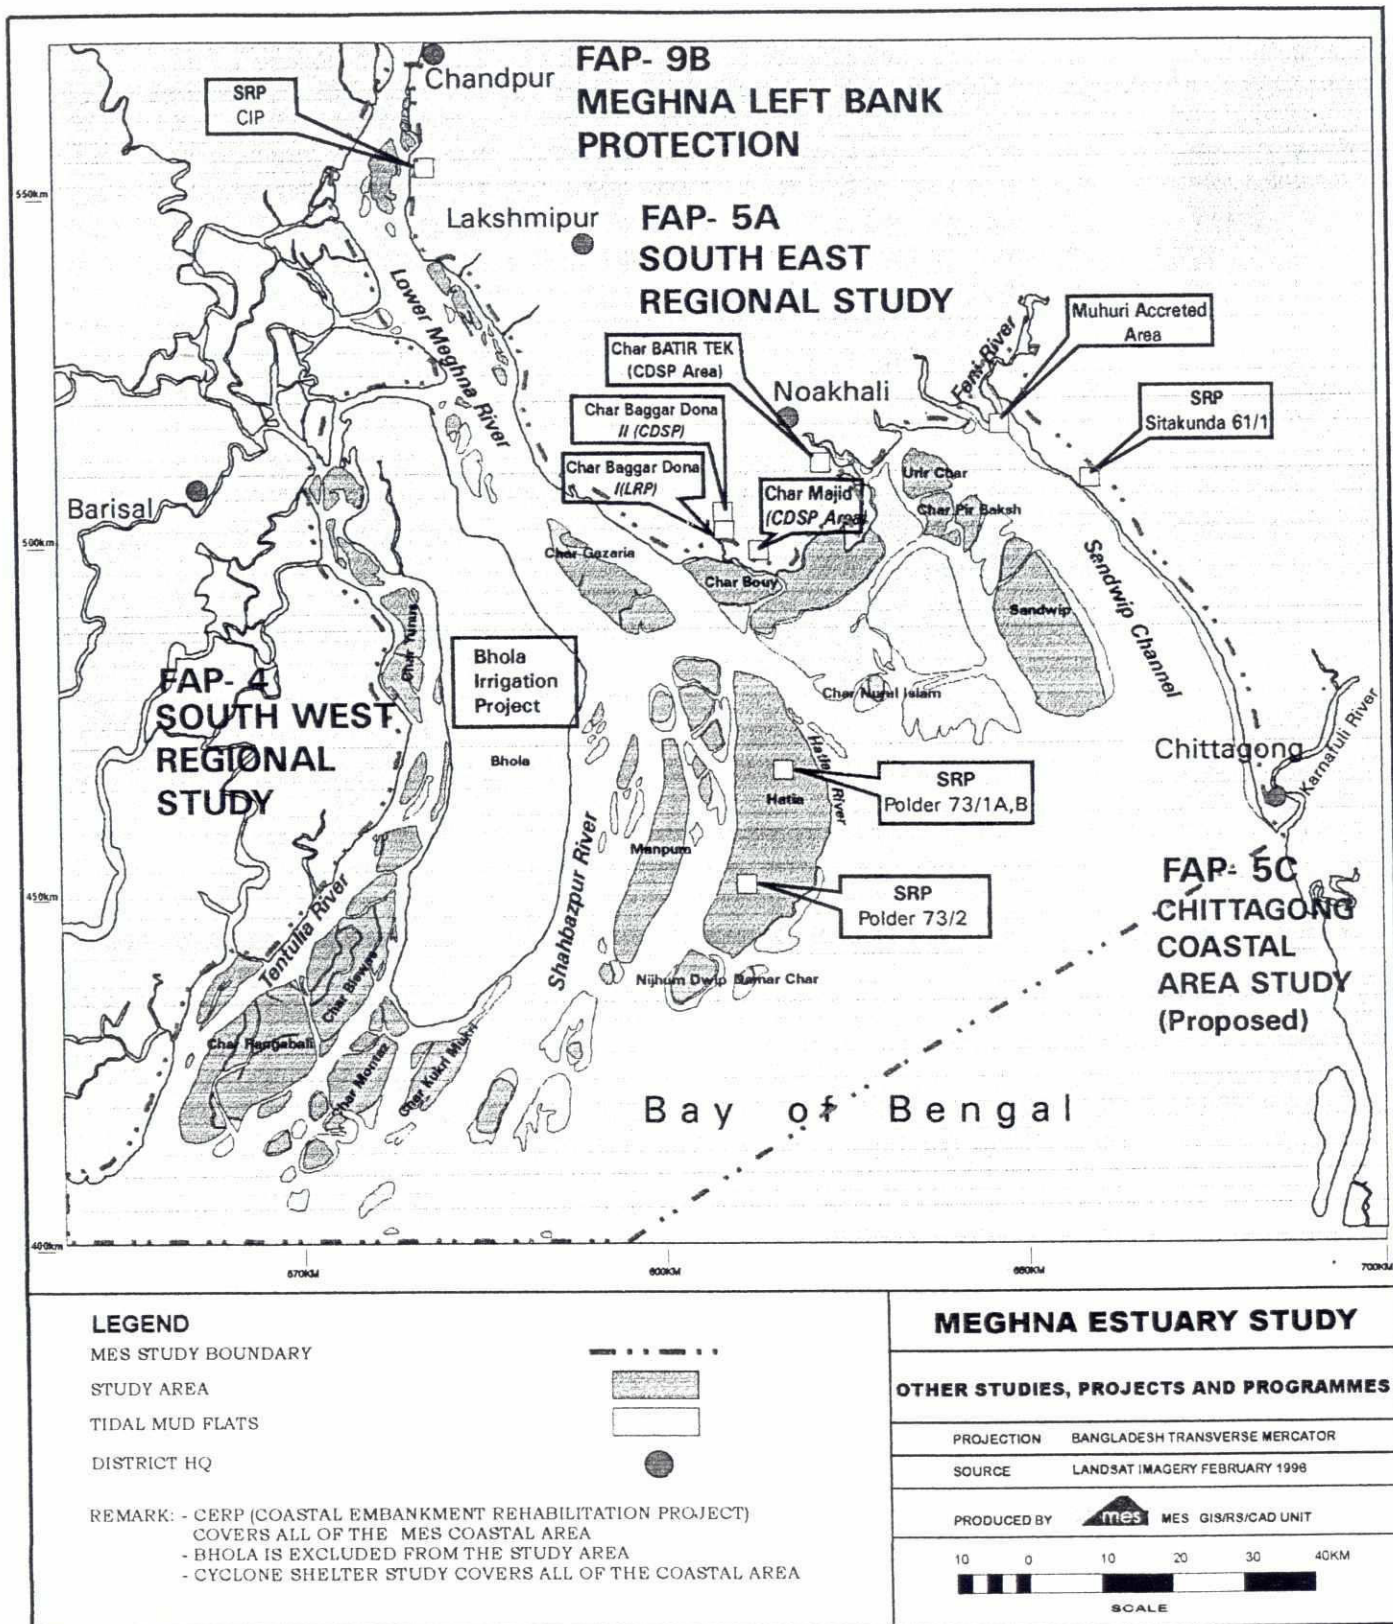 FAP- 9B
MEGHNA LEFT BANK
PROTECTION
Chandpur
SRP
CIP
550km
Lakshmipur
FAP- 5A
SOUTH EAST
REGIONAL STUDY
Lower Meghna River
Char BATIR TEK
(CDSP Area)
Noakhali
Feni River
Muhuri Accreted
Area
SRP
Sitakunda 61/1
Char Baggar Dona
II (CDSP)
Char Baggar Dona
I(LRP)
Char Majid
(CDSP Area)
Urir Char
Char Pir Baksh
Barisal
500km
Char Gazaria
Char Bouy
Sandwip
Sandwip Channel
Char Yunus
Bhola
Irrigation
Project
FAP- 4
SOUTH WEST
REGIONAL
STUDY
Bhola
Char Nurul Islam
Hatia River
Chittagong
Karnafuli River
SRP
Polder 73/1A,B
Hatia
Manpura
Shahbazpur River
SRP
Polder 73/2
450km
Tentulia River
FAP- 5C
CHITTAGONG
COASTAL
AREA STUDY
(Proposed)
Nijhum Dwip
Damar Char
Char Biswas
Char Rangabali
Char Montaz
Char Kukri Mukri
Bay of Bengal
400km
570KM
600KM
650KM
700KM
LEGEND
MES STUDY BOUNDARY
STUDY AREA
TIDAL MUD FLATS
DISTRICT HQ
REMARK: - CERP (COASTAL EMBANKMENT REHABILITATION PROJECT)
COVERS ALL OF THE MES COASTAL AREA
- BHOLA IS EXCLUDED FROM THE STUDY AREA
- CYCLONE SHELTER STUDY COVERS ALL OF THE COASTAL AREA
MEGHNA ESTUARY STUDY
OTHER STUDIES, PROJECTS AND PROGRAMMES
PROJECTION BANGLADESH TRANSVERSE MERCATOR
SOURCE LANDSAT IMAGERY FEBRUARY 1996
PRODUCED BY mes MES GIS/RS/CAD UNIT
10 0 10 20 30 40KM
SCALE